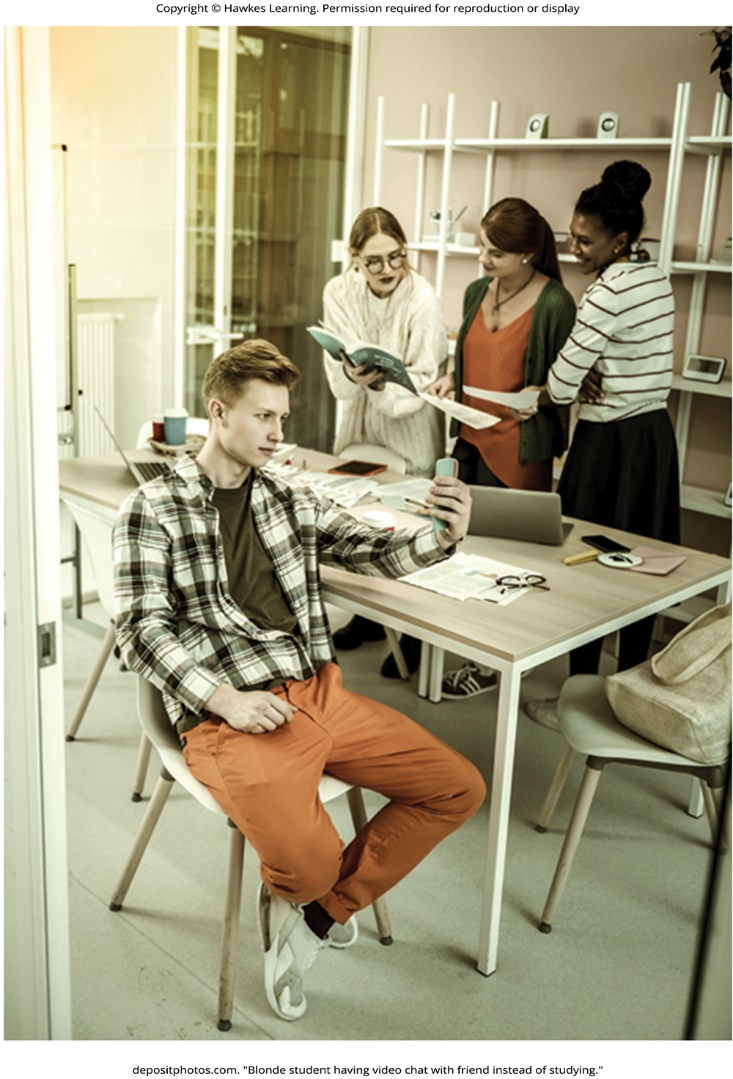 Copyright © Hawkes Learning. Permission required for reproduction or display
depositphotos.com. "Blonde student having video chat with friend instead of studying."